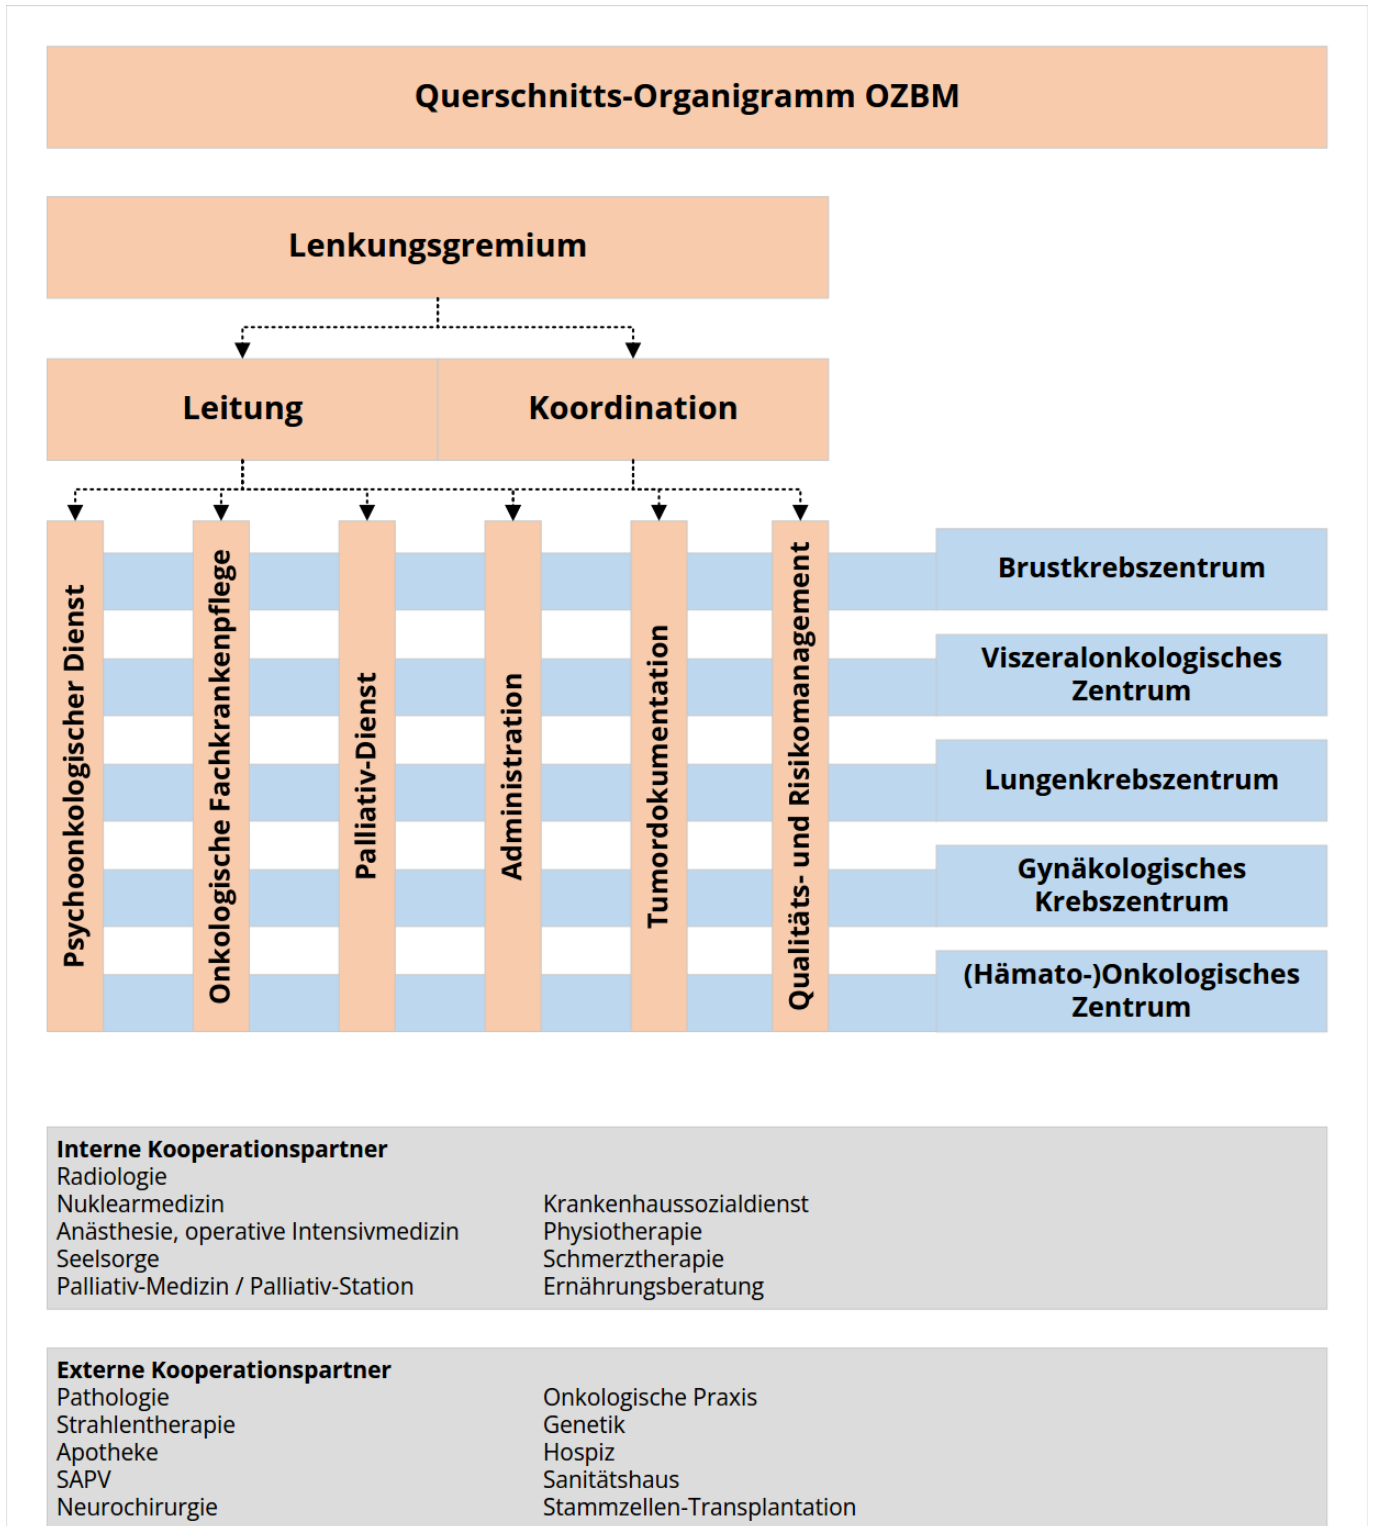 Querschnitts-Organigramm OZBM
Lenkungsgremium
Leitung
Koordination
Psychoonkologischer Dienst
Onkologische Fachkrankenpflege
Palliativ-Dienst
Administration
Tumordokumentation
Qualitäts- und Risikomanagement
Brustkrebszentrum
Viszeralonkologisches
Zentrum
Lungenkrebszentrum
Gynäkologisches
Krebszentrum
(Hämato-)Onkologisches
Zentrum
Interne Kooperationspartner
Radiologie
Nuklearmedizin
Anästhesie, operative Intensivmedizin
Seelsorge
Palliativ-Medizin / Palliativ-Station
Krankenhaussozialdienst
Physiotherapie
Schmerztherapie
Ernährungsberatung
Externe Kooperationspartner
Pathologie
Strahlentherapie
Apotheke
SAPV
Neurochirurgie
Onkologische Praxis
Genetik
Hospiz
Sanitätshaus
Stammzellen-Transplantation